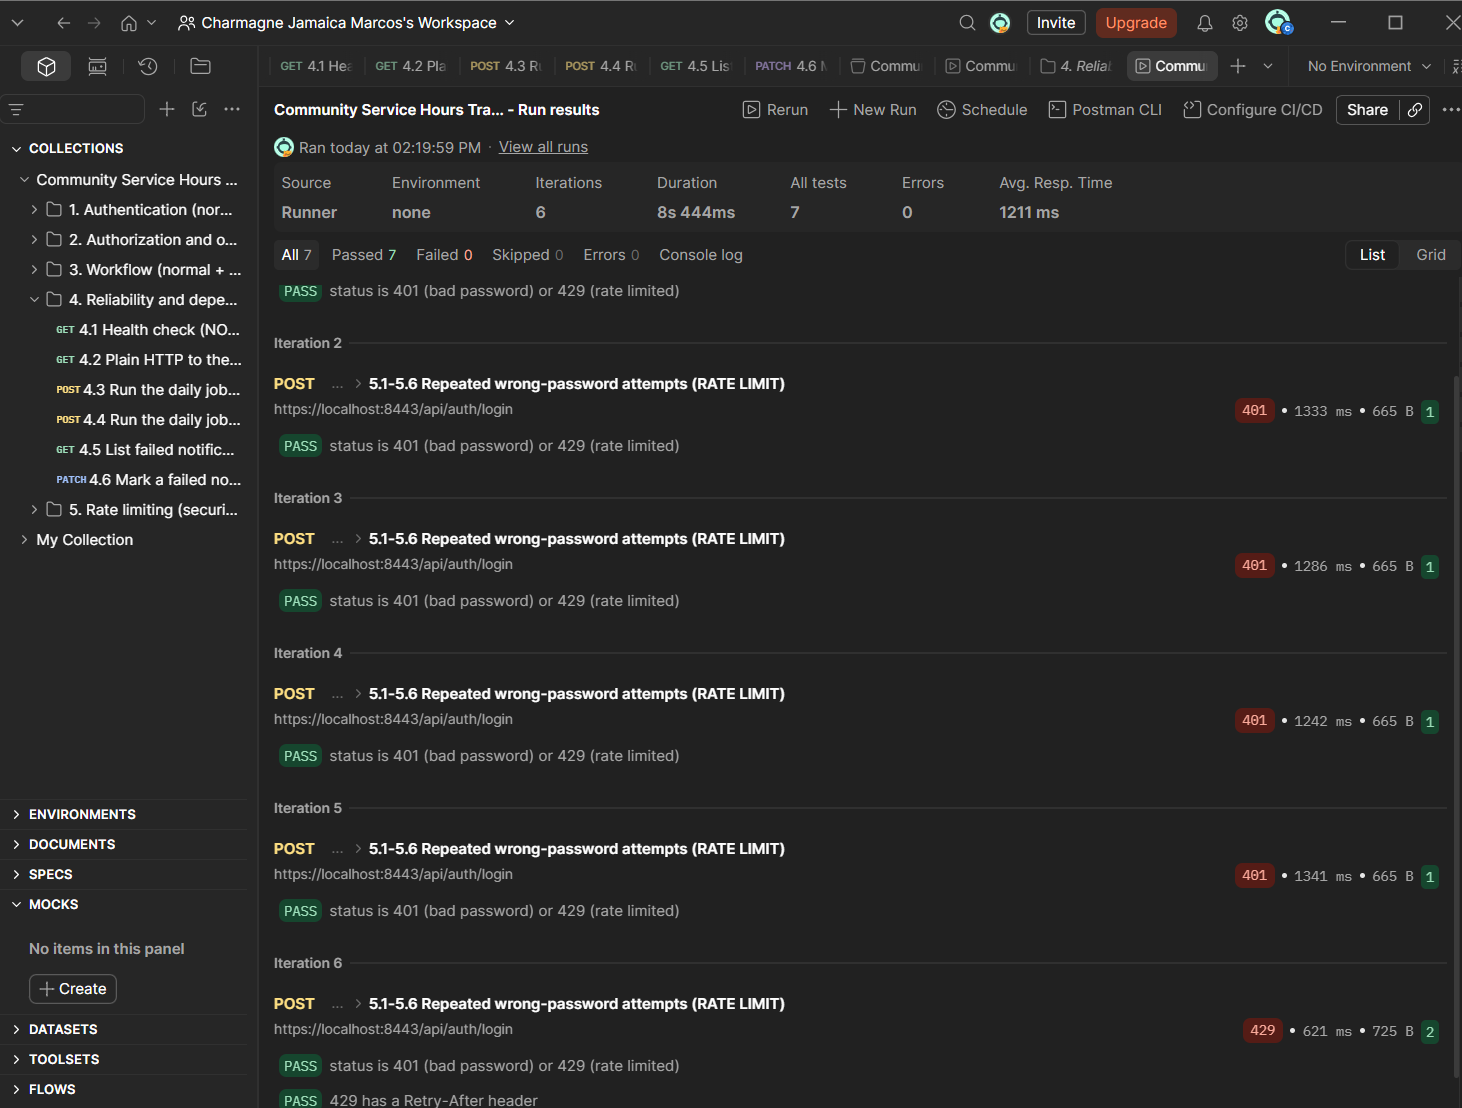 Charmagne Jamaica Marcos's Workspace
Invite
Upgrade
GET 4.1 Hea
GET 4.2 Pla
POST 4.3 R
POST 4.4 R
GET 4.5 Lis
PATCH 4.6
Commu
Commu
4. Relia
Commu
No Environment
Community Service Hours Tra... - Run results
Rerun
New Run
Schedule
Postman CLI
Configure CI/CD
Share
Ran today at 02:19:59 PM · View all runs
Source Environment Iterations Duration All tests Errors Avg. Resp. Time
Runner none 6 8s 444ms 7 0 1211 ms
All 7 Passed 7 Failed 0 Skipped 0 Errors 0 Console log
List Grid
COLLECTIONS
Community Service Hours ...
1. Authentication (nor...
2. Authorization and o...
3. Workflow (normal + ...
4. Reliability and depe...
GET 4.1 Health check (NO...
GET 4.2 Plain HTTP to the...
POST 4.3 Run the daily job...
POST 4.4 Run the daily job...
GET 4.5 List failed notific...
PATCH 4.6 Mark a failed no...
5. Rate limiting (securi...
My Collection
ENVIRONMENTS
DOCUMENTS
SPECS
MOCKS
No items in this panel
Create
DATASETS
TOOLSETS
FLOWS
PASS status is 401 (bad password) or 429 (rate limited)
Iteration 2
POST ... > 5.1-5.6 Repeated wrong-password attempts (RATE LIMIT)
https://localhost:8443/api/auth/login
401 • 1333 ms • 665 B 1
PASS status is 401 (bad password) or 429 (rate limited)
Iteration 3
POST ... > 5.1-5.6 Repeated wrong-password attempts (RATE LIMIT)
https://localhost:8443/api/auth/login
401 • 1286 ms • 665 B 1
PASS status is 401 (bad password) or 429 (rate limited)
Iteration 4
POST ... > 5.1-5.6 Repeated wrong-password attempts (RATE LIMIT)
https://localhost:8443/api/auth/login
401 • 1242 ms • 665 B 1
PASS status is 401 (bad password) or 429 (rate limited)
Iteration 5
POST ... > 5.1-5.6 Repeated wrong-password attempts (RATE LIMIT)
https://localhost:8443/api/auth/login
401 • 1341 ms • 665 B 1
PASS status is 401 (bad password) or 429 (rate limited)
Iteration 6
POST ... > 5.1-5.6 Repeated wrong-password attempts (RATE LIMIT)
https://localhost:8443/api/auth/login
429 • 621 ms • 725 B 2
PASS status is 401 (bad password) or 429 (rate limited)
PASS 429 has a Retry-After header